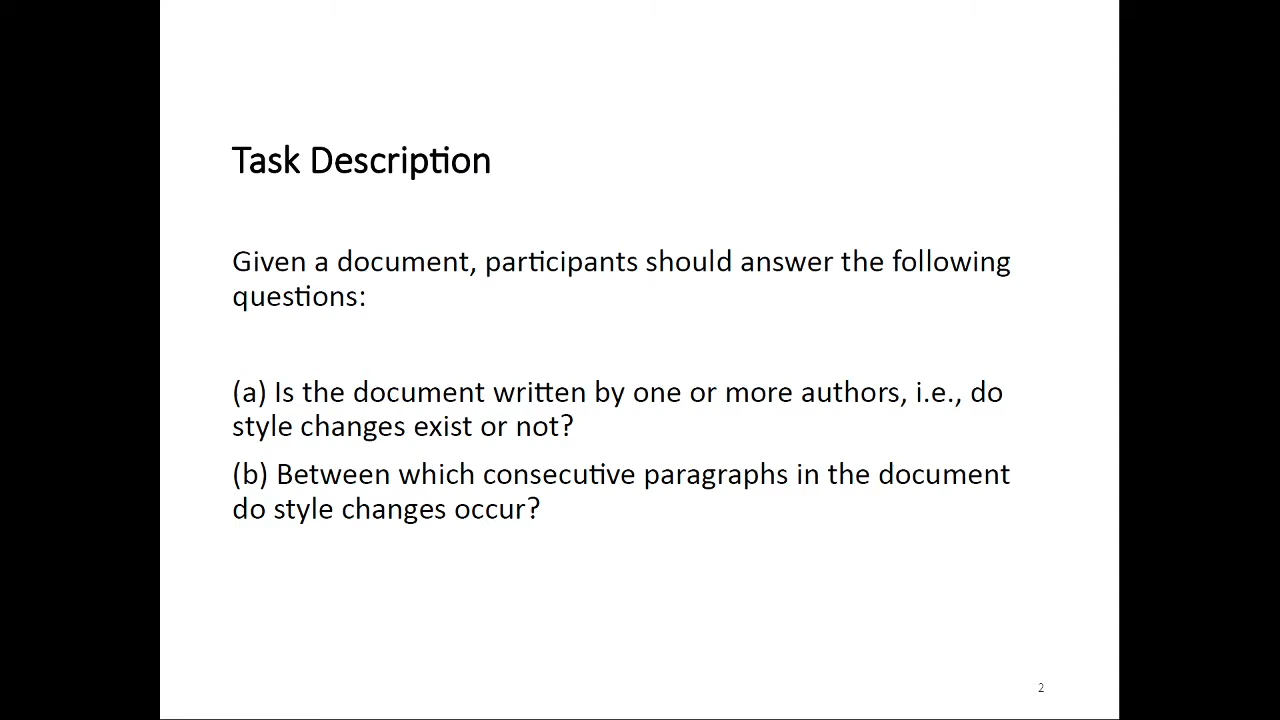 Task Description
Given a document, participants should answer the following
questions:
(a) Is the document written by one or more authors, i.e., do
style changes exist or not?
(b) Between which consecutive paragraphs in the document
do style changes occur?
2